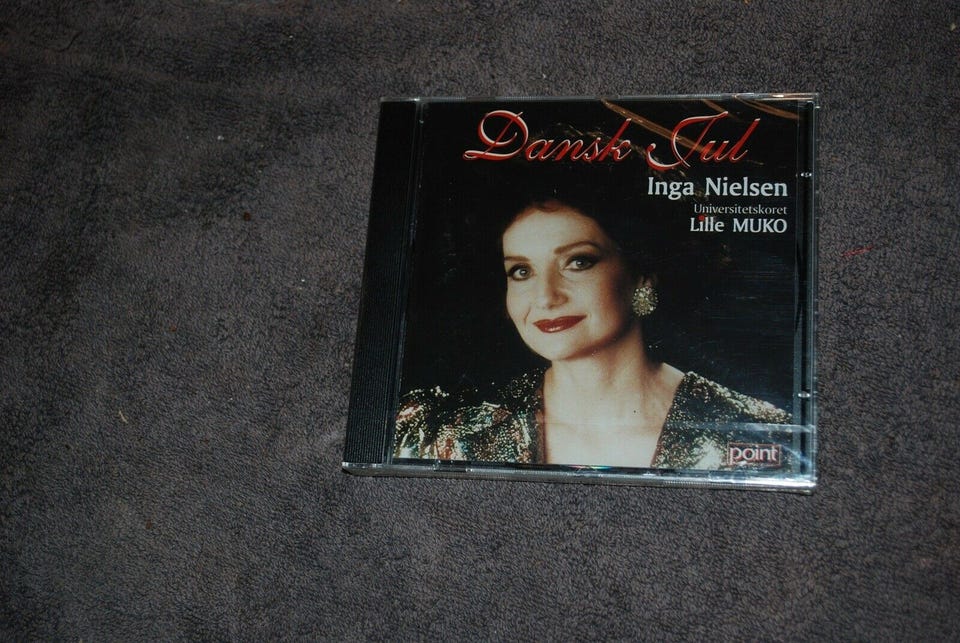 Dansk Jul
Inga Nielsen
Universitetskoret
Lille MUKO
point